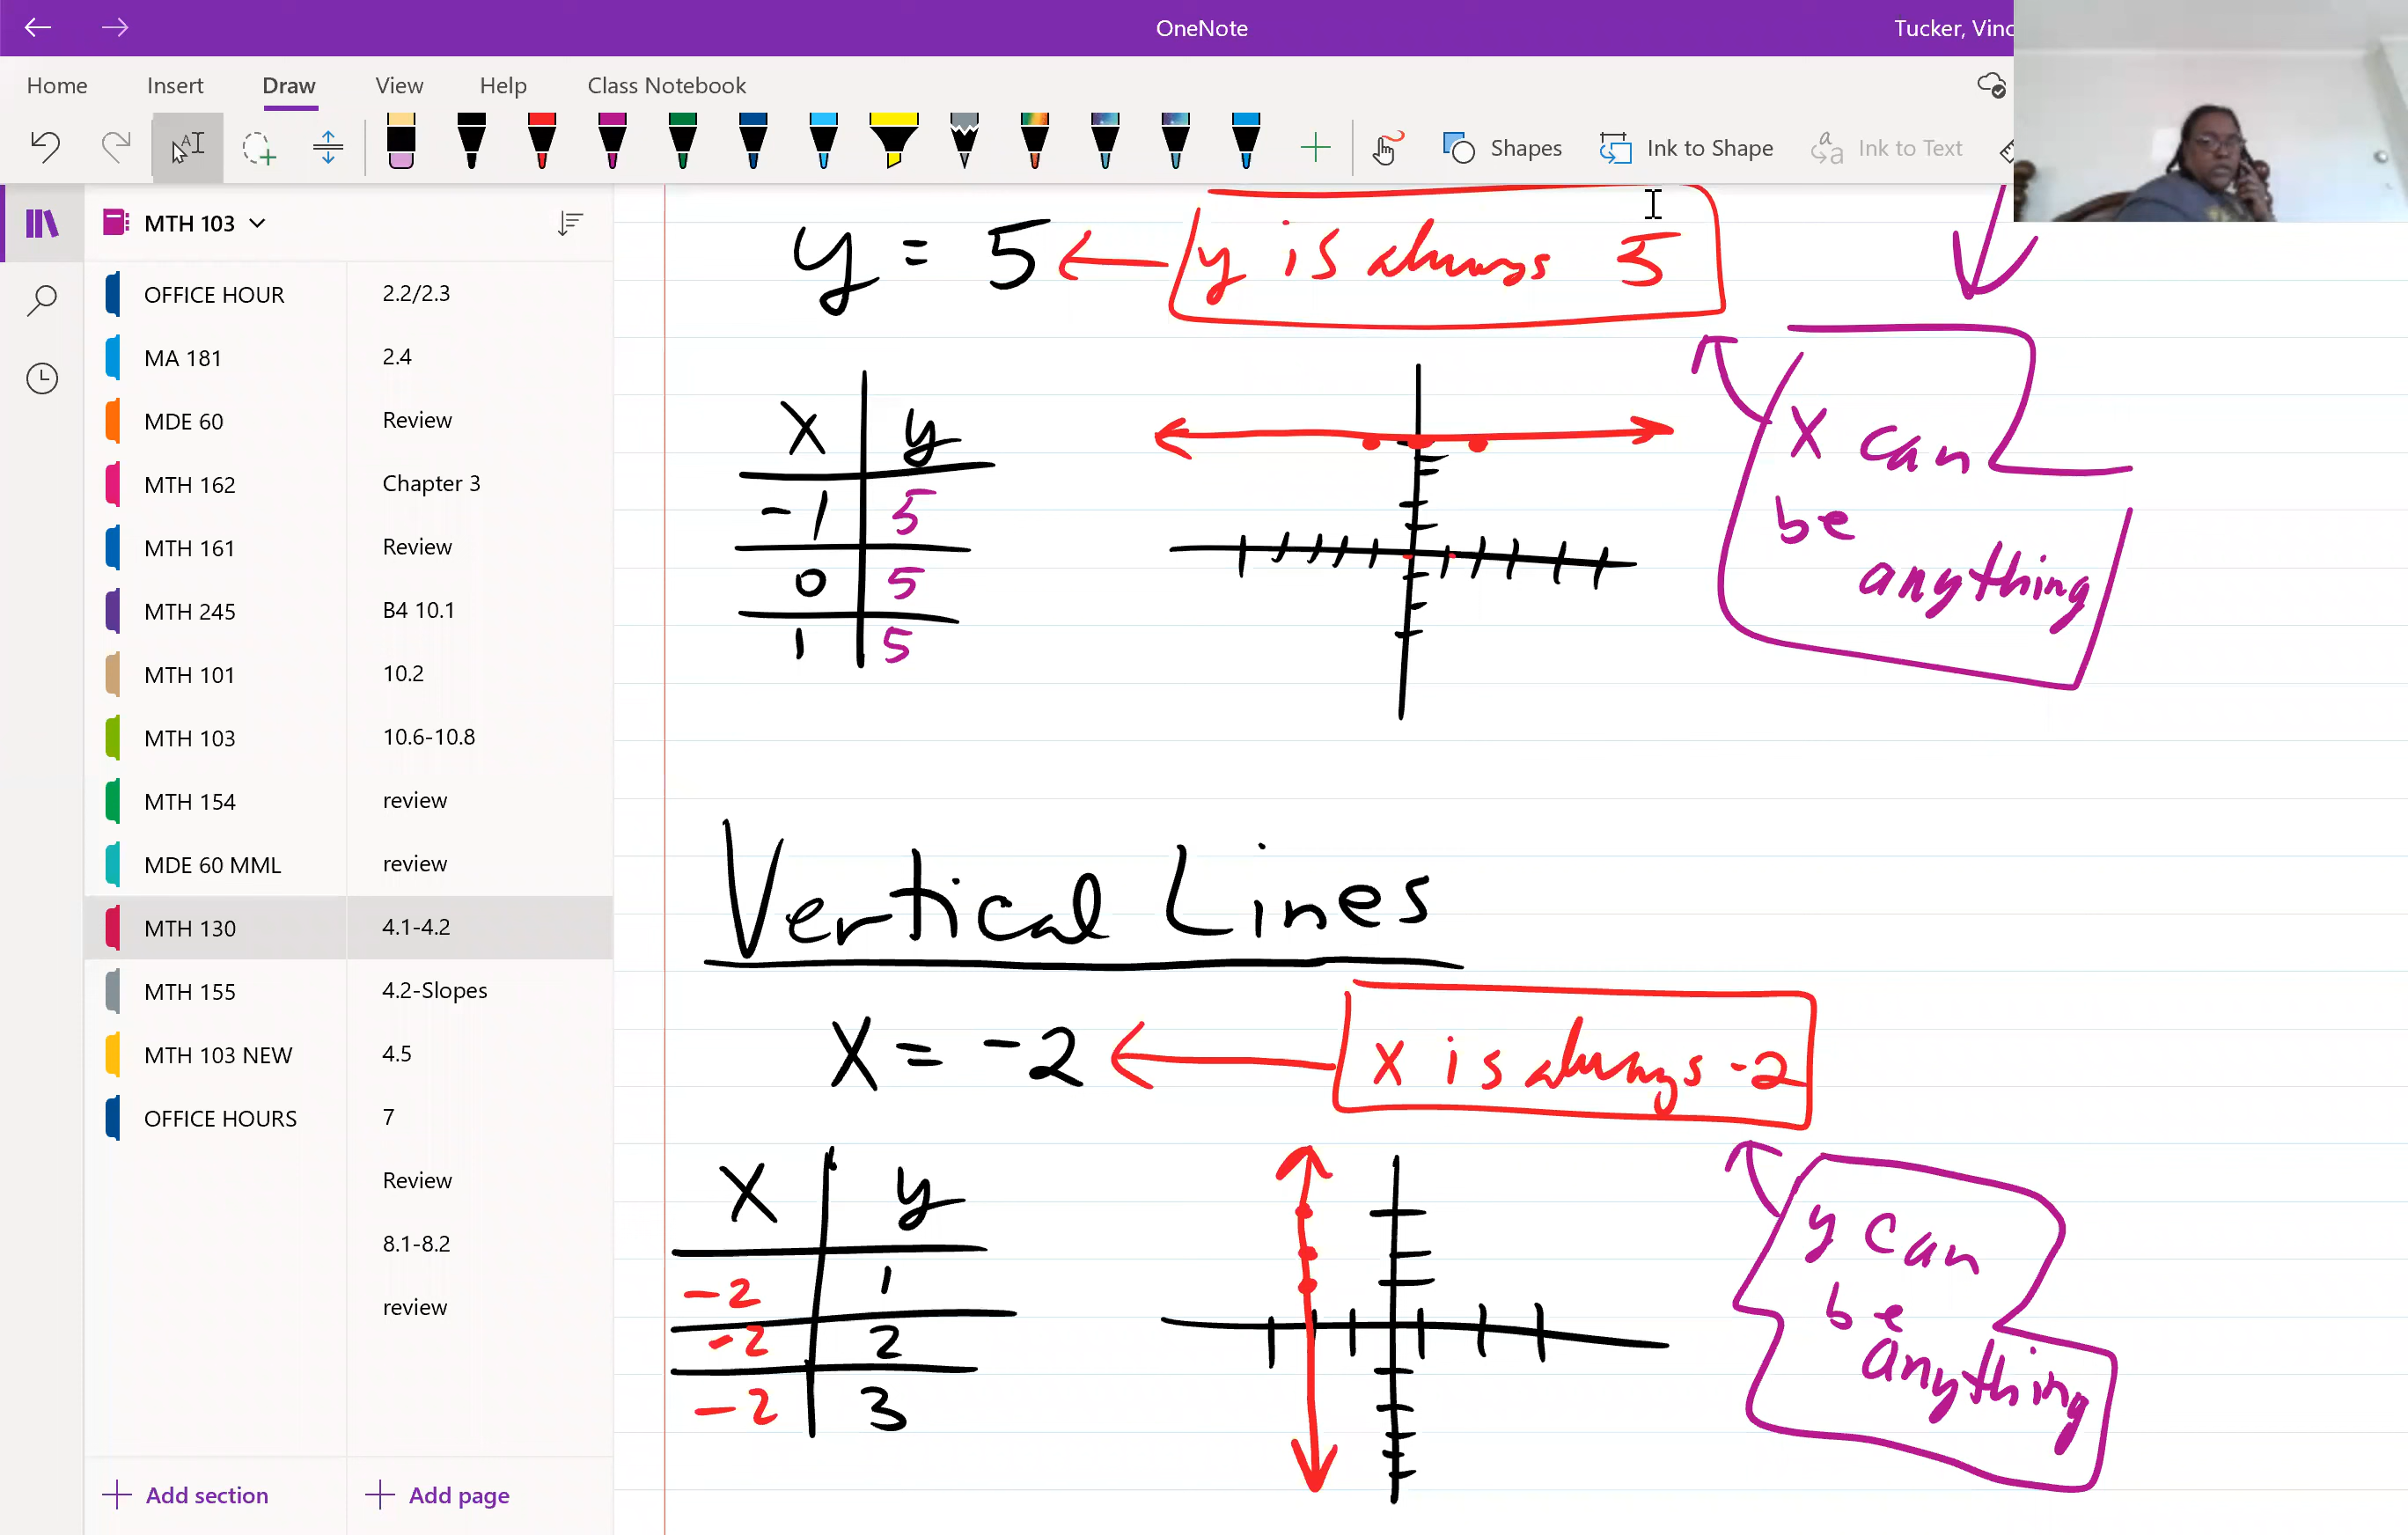 OneNote
Tucker, Vinc
Home Insert Draw View Help Class Notebook
Shapes Ink to Shape Ink to Text
MTH 103
OFFICE HOUR
MA 181
MDE 60
MTH 162
MTH 161
MTH 245
MTH 101
MTH 103
MTH 154
MDE 60 MML
MTH 130
MTH 155
MTH 103 NEW
OFFICE HOURS
Add section
2.2/2.3
2.4
Review
Chapter 3
Review
B4 10.1
10.2
10.6-10.8
review
review
4.1-4.2
4.2-Slopes
4.5
7
Review
8.1-8.2
review
Add page
y = 5
y is always 5
x y
-1 5
0 5
1 5
x can
be
anything
Vertical Lines
x = -2
x is always -2
x y
-2 1
-2 2
-2 3
y can
be
anything